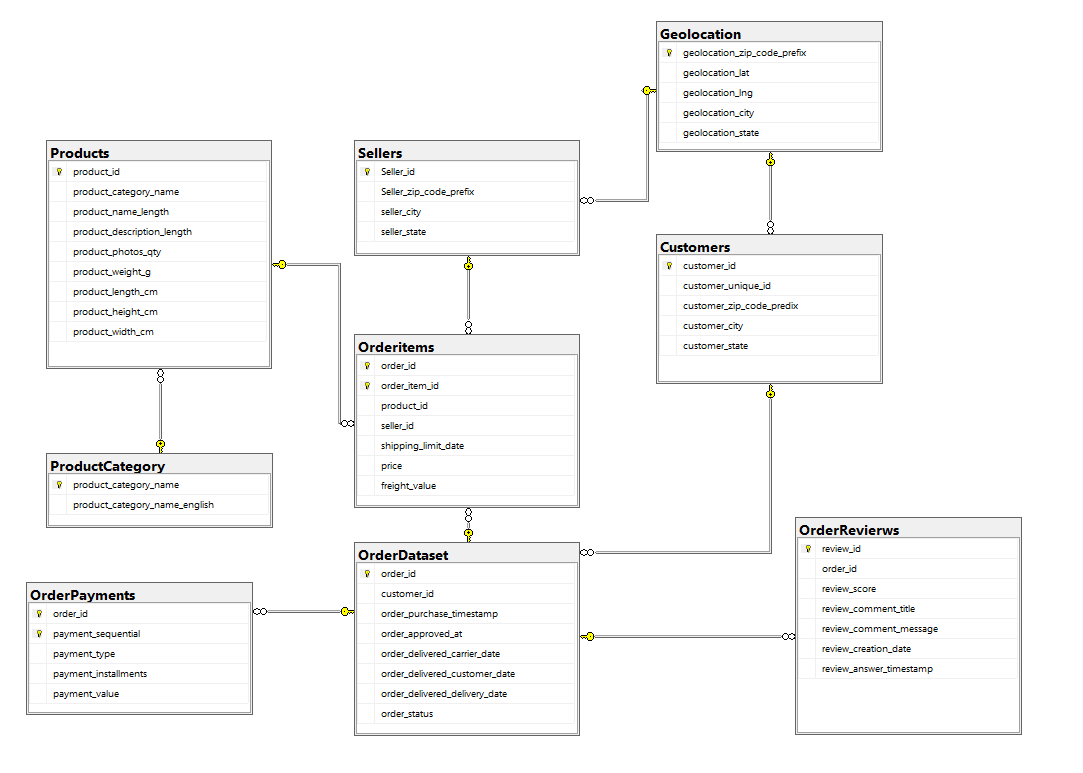 Geolocation
geolocation_zip_code_prefix
geolocation_lat
geolocation_lng
geolocation_city
geolocation_state
Products
product_id
product_category_name
product_name_length
product_description_length
product_photos_qty
product_weight_g
product_length_cm
product_height_cm
product_width_cm
Sellers
Seller_id
Seller_zip_code_prefix
seller_city
seller_state
Customers
customer_id
customer_unique_id
customer_zip_code_predix
customer_city
customer_state
Orderitems
order_id
order_item_id
product_id
seller_id
shipping_limit_date
price
freight_value
ProductCategory
product_category_name
product_category_name_english
OrderPayments
order_id
payment_sequential
payment_type
payment_installments
payment_value
OrderDataset
order_id
customer_id
order_purchase_timestamp
order_approved_at
order_delivered_carrier_date
order_delivered_customer_date
order_delivered_delivery_date
order_status
OrderRevierws
review_id
order_id
review_score
review_comment_title
review_comment_message
review_creation_date
review_answer_timestamp